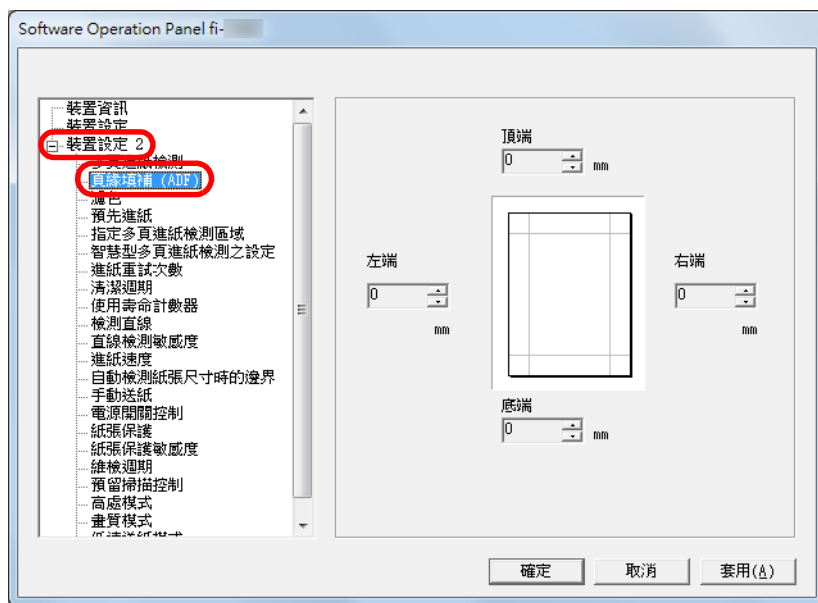 Software Operation Panel fi-
裝置資訊
裝置設定
裝置設定 2
多頁進紙檢測
頁緣填補 (ADF)
濾色
預先進紙
指定多頁進紙檢測區域
智慧型多頁進紙檢測之設定
進紙重試次數
清潔週期
使用壽命計數器
檢測直線
直線檢測敏感度
進紙速度
自動檢測紙張尺寸時的邊界
手動送紙
電源開關控制
紙張保護
紙張保護敏感度
維檢週期
預留掃描控制
高處模式
畫質模式
頂端
0 mm
左端
0
mm
右端
0
mm
底端
0 mm
確定 取消 套用(A)